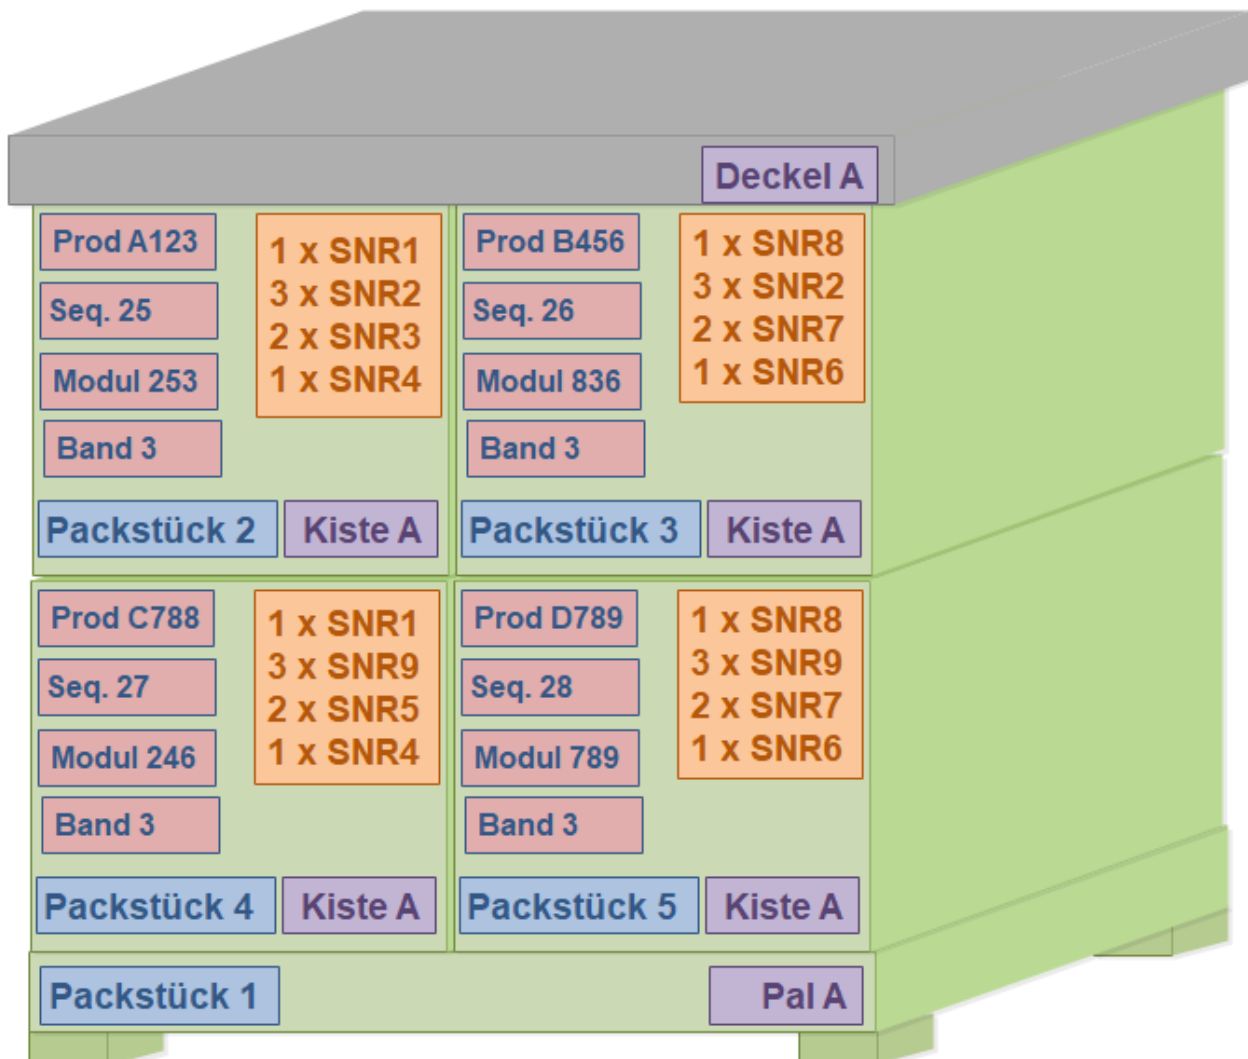 Deckel A
Prod A123
Seq. 25
Modul 253
Band 3
1 x SNR1
3 x SNR2
2 x SNR3
1 x SNR4
Packstück 2
Kiste A
Prod B456
Seq. 26
Modul 836
Band 3
1 x SNR8
3 x SNR2
2 x SNR7
1 x SNR6
Packstück 3
Kiste A
Prod C788
Seq. 27
Modul 246
Band 3
1 x SNR1
3 x SNR9
2 x SNR5
1 x SNR4
Packstück 4
Kiste A
Prod D789
Seq. 28
Modul 789
Band 3
1 x SNR8
3 x SNR9
2 x SNR7
1 x SNR6
Packstück 5
Kiste A
Packstück 1
Pal A